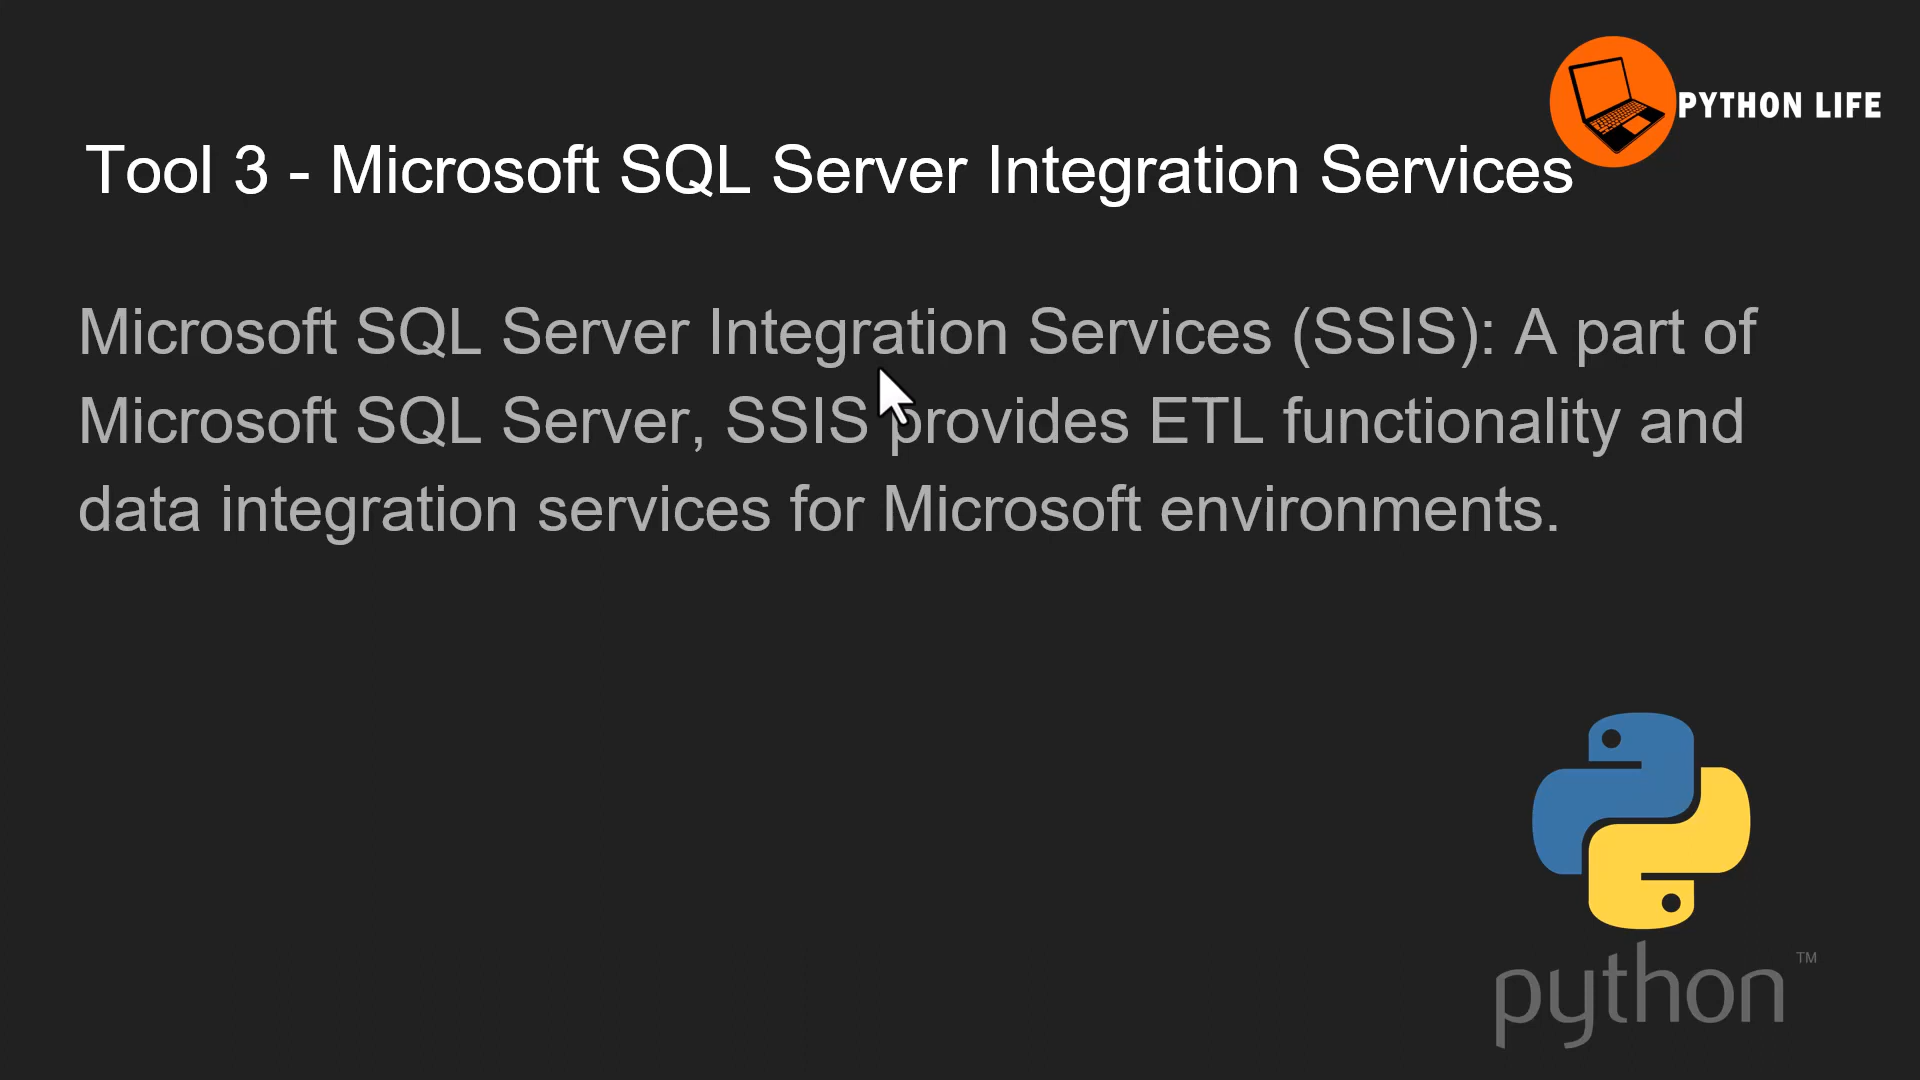 PYTHON LIFE
Tool 3 - Microsoft SQL Server Integration Services
Microsoft SQL Server Integration Services (SSIS): A part of
Microsoft SQL Server, SSIS provides ETL functionality and
data integration services for Microsoft environments.
python™